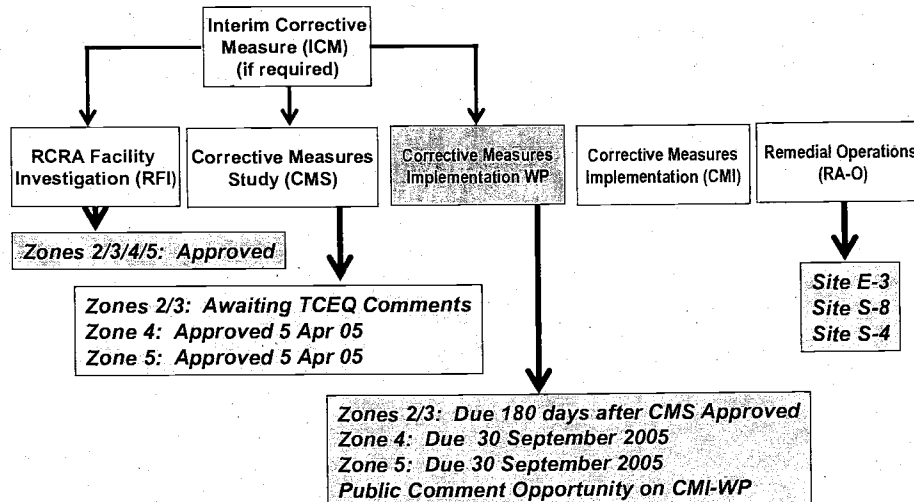 Interim Corrective
Measure (ICM)
(if required)
RCRA Facility
Investigation (RFI)
Corrective Measures
Study (CMS)
Corrective Measures
Implementation WP
Corrective Measures
Implementation (CMI)
Remedial Operations
(RA-O)
Zones 2/3/4/5: Approved
Zones 2/3: Awaiting TCEQ Comments
Zone 4: Approved 5 Apr 05
Zone 5: Approved 5 Apr 05
Site E-3
Site S-8
Site S-4
Zones 2/3: Due 180 days after CMS Approved
Zone 4: Due 30 September 2005
Zone 5: Due 30 September 2005
Public Comment Opportunity on CMI-WP